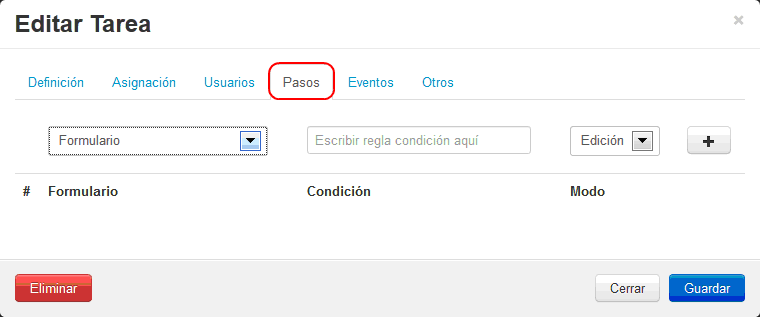 Editar Tarea ×
Definición Asignación Usuarios Pasos Eventos Otros
Formulario Escribir regla condición aquí Edición +
# Formulario Condición Modo
Eliminar Cerrar Guardar